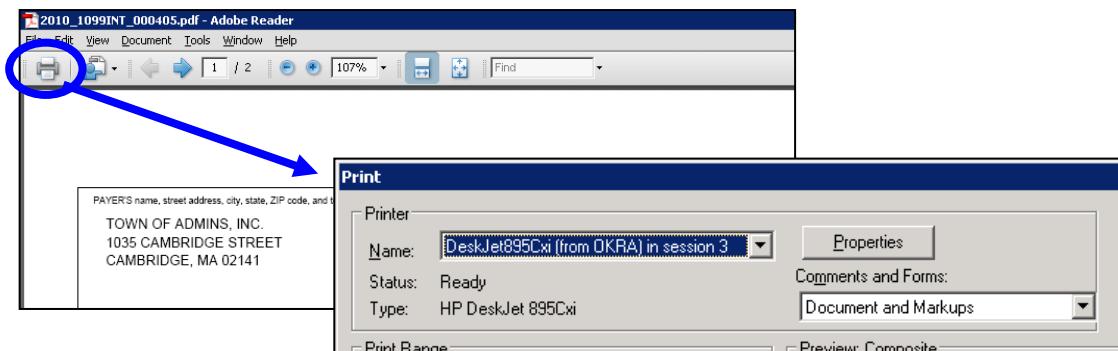 2010_1099INT_000405.pdf - Adobe Reader
File Edit View Document Tools Window Help
1 / 2 107% Find
PAYER'S name, street address, city, state, ZIP code, and
TOWN OF ADMINS, INC.
1035 CAMBRIDGE STREET
CAMBRIDGE, MA 02141
Print
Printer
Name: DeskJet895Cxi (from OKRA) in session 3 Properties
Status: Ready Comments and Forms:
Type: HP DeskJet 895Cxi Document and Markups
Print Range Preview: Composite